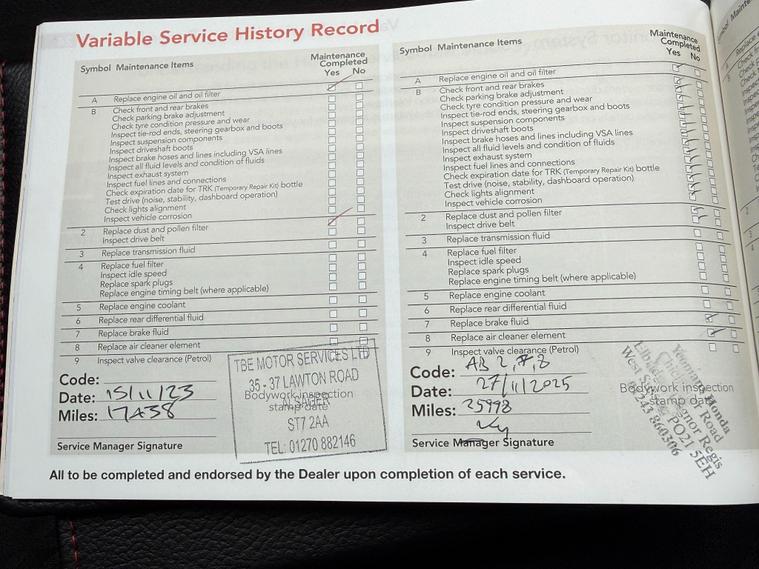 Variable Service History Record
Symbol Maintenance Items
Maintenance
Completed
Yes No
A Replace engine oil and oil filter
B Check front and rear brakes
Check parking brake adjustment
Check tyre condition pressure and wear
Inspect tie-rod ends, steering gearbox and boots
Inspect suspension components
Inspect driveshaft boots
Inspect brake hoses and lines including VSA lines
Inspect all fluid levels and condition of fluids
Inspect exhaust system
Inspect fuel lines and connections
Check expiration date for TRK (Temporary Repair Kit) bottle
Test drive (noise, stability, dashboard operation)
Check lights alignment
Inspect vehicle corrosion
2 Replace dust and pollen filter
Inspect drive belt
3 Replace transmission fluid
4 Replace fuel filter
Inspect idle speed
Replace spark plugs
Replace engine timing belt (where applicable)
5 Replace engine coolant
6 Replace rear differential fluid
7 Replace brake fluid
8 Replace air cleaner element
9 Inspect valve clearance (Petrol)
Code:
Date: 15/11/23
Miles: 17438
Service Manager Signature
Bodywork inspection
stamp date
TBE MOTOR SERVICES LTD
35 - 37 LAWTON ROAD
ALSAGER
ST7 2AA
TEL: 01270 882146
Symbol Maintenance Items
Maintenance
Completed
Yes No
A Replace engine oil and oil filter
B Check front and rear brakes
Check parking brake adjustment
Check tyre condition pressure and wear
Inspect tie-rod ends, steering gearbox and boots
Inspect suspension components
Inspect driveshaft boots
Inspect brake hoses and lines including VSA lines
Inspect all fluid levels and condition of fluids
Inspect exhaust system
Inspect fuel lines and connections
Check expiration date for TRK (Temporary Repair Kit) bottle
Test drive (noise, stability, dashboard operation)
Check lights alignment
Inspect vehicle corrosion
2 Replace dust and pollen filter
Inspect drive belt
3 Replace transmission fluid
4 Replace fuel filter
Inspect idle speed
Replace spark plugs
Replace engine timing belt (where applicable)
5 Replace engine coolant
6 Replace rear differential fluid
7 Replace brake fluid
8 Replace air cleaner element
9 Inspect valve clearance (Petrol)
Code: AB 2, 7, 8
Date: 27/11/2025
Miles: 25998
Service Manager Signature
Bodywork inspection
stamp date
Yeomans Honda
Road
Bognor Regis
West PO21 5EH
01243 860306
All to be completed and endorsed by the Dealer upon completion of each service.